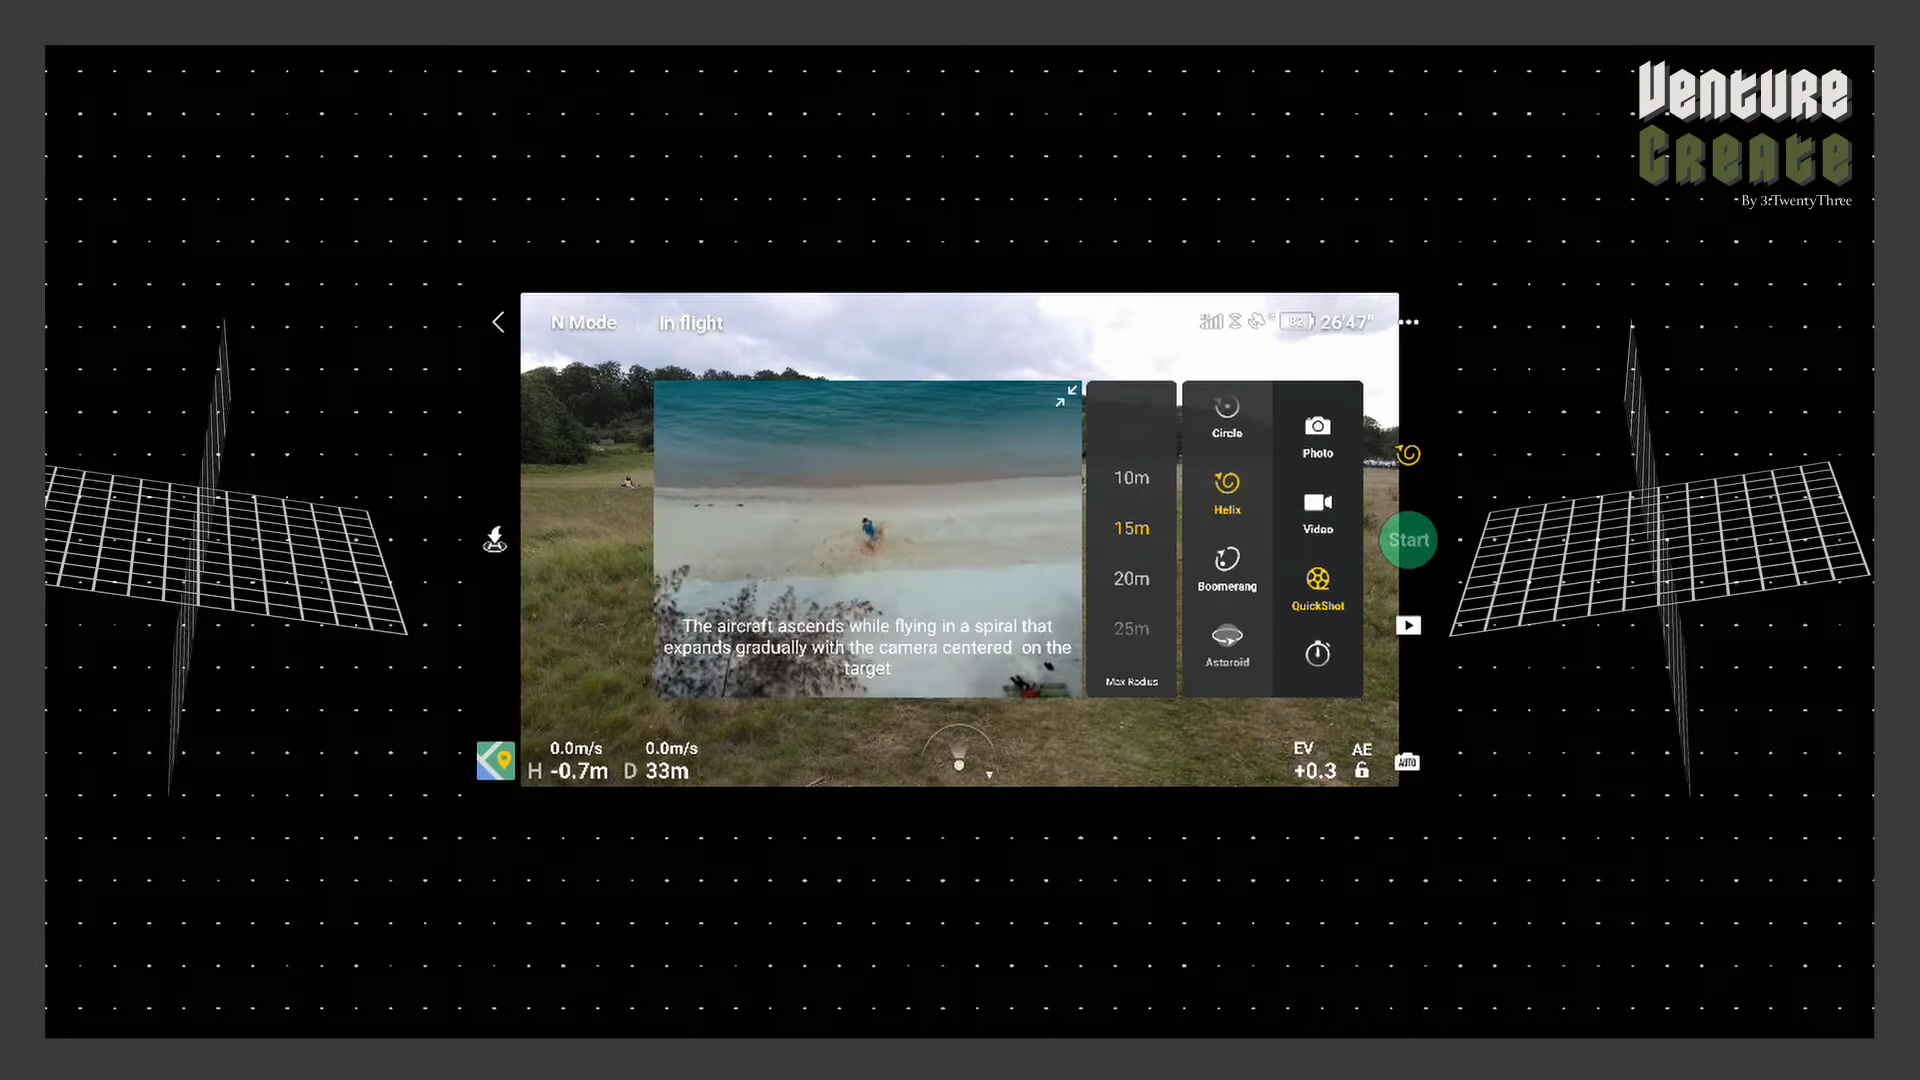 Venture
Create
By 3:TwentyThree
N Mode
In flight
82
26'47"
Circle
Photo
10m
Helix
15m
Video
Start
20m
Boomerang
QuickShot
The aircraft ascends while flying in a spiral that
expands gradually with the camera centered on the
target
25m
Asteroid
Max Radius
0.0m/s
0.0m/s
H -0.7m
D 33m
EV
+0.3
AE
AUTO